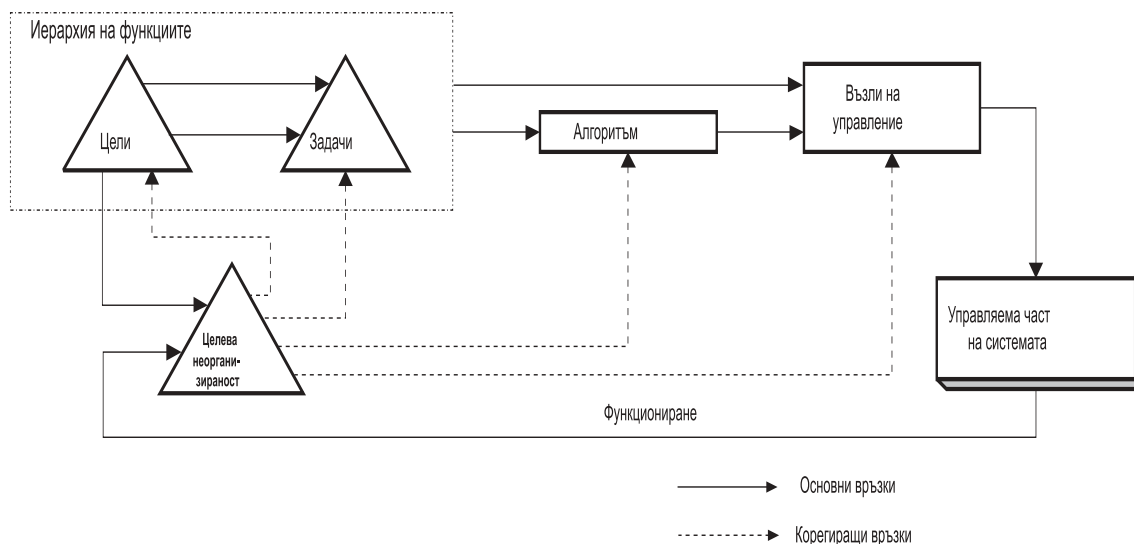 Иерархия на функциите
Цели
Задачи
Алгоритъм
Възли на
управление
Целева
неоргани-
зираност
Управляема част
на системата
Функциониране
Основни връзки
Корегиращи връзки